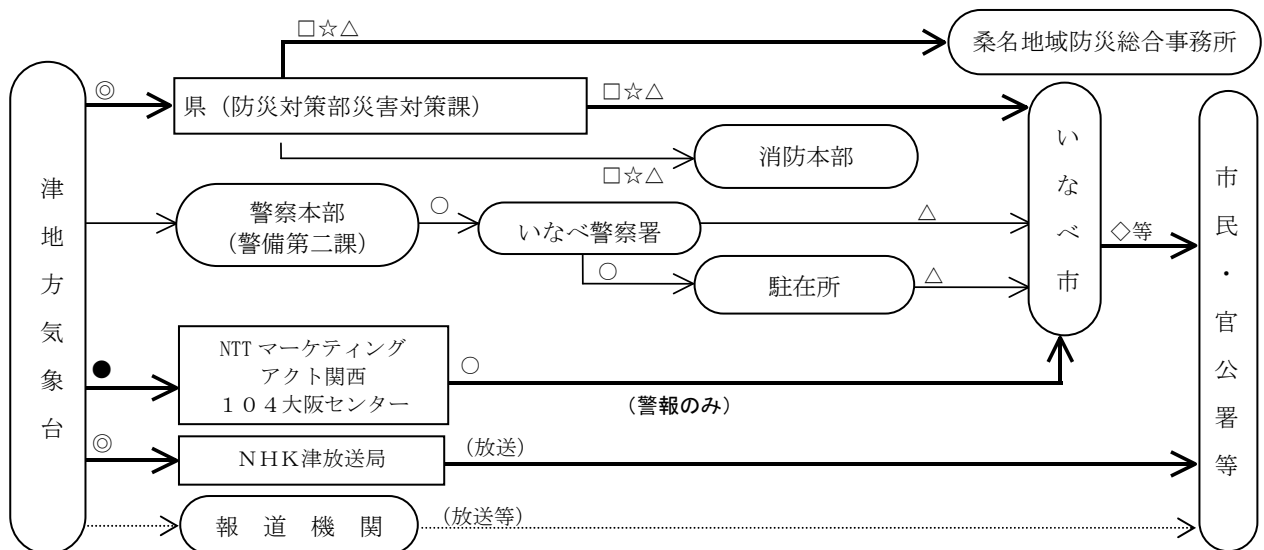 □☆△
桑名地域防災総合事務所
◎
県（防災対策部災害対策課）
□☆△
消防本部
□☆△
津地方気象台
警察本部
（警備第二課）
○
いなべ警察署
△
○
駐在所
△
いなべ市
◇等
市民・官公署等
●
NTT マーケティング
アクト関西
１０４大阪センター
○
（警報のみ）
◎
ＮＨＫ津放送局
（放送）
報道機関
（放送等）